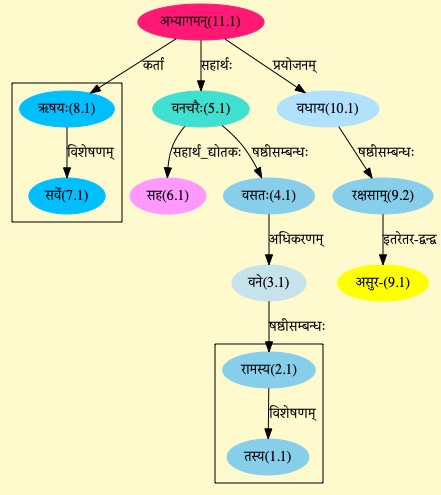 अभ्यागमन्(11.1)
कर्ता
सहार्थः
प्रयोजनम्
ऋषयः(8.1)
वनचरैः(5.1)
वधाय(10.1)
विशेषणम्
सहार्थ_द्योतकः
षष्ठीसम्बन्धः
षष्ठीसम्बन्धः
सर्वे(7.1)
सह(6.1)
वसतः(4.1)
रक्षसाम्(9.2)
अधिकरणम्
इतरेतर-द्वन्द्व
वने(3.1)
असुर-(9.1)
षष्ठीसम्बन्धः
रामस्य(2.1)
विशेषणम्
तस्य(1.1)